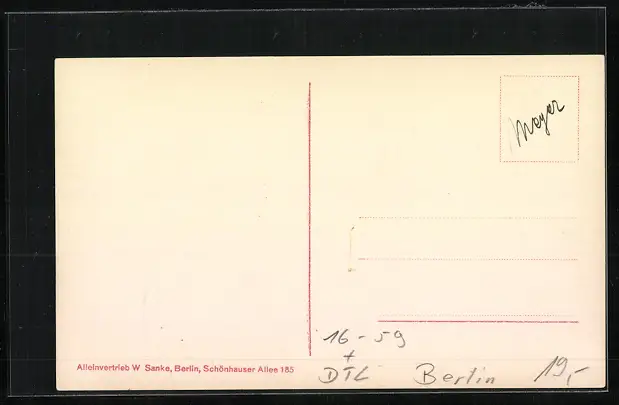 Meyer
16-59
+
DTL
Berlin
19,-
Alleinvertrieb W Sanke, Berlin, Schönhauser Allee 185